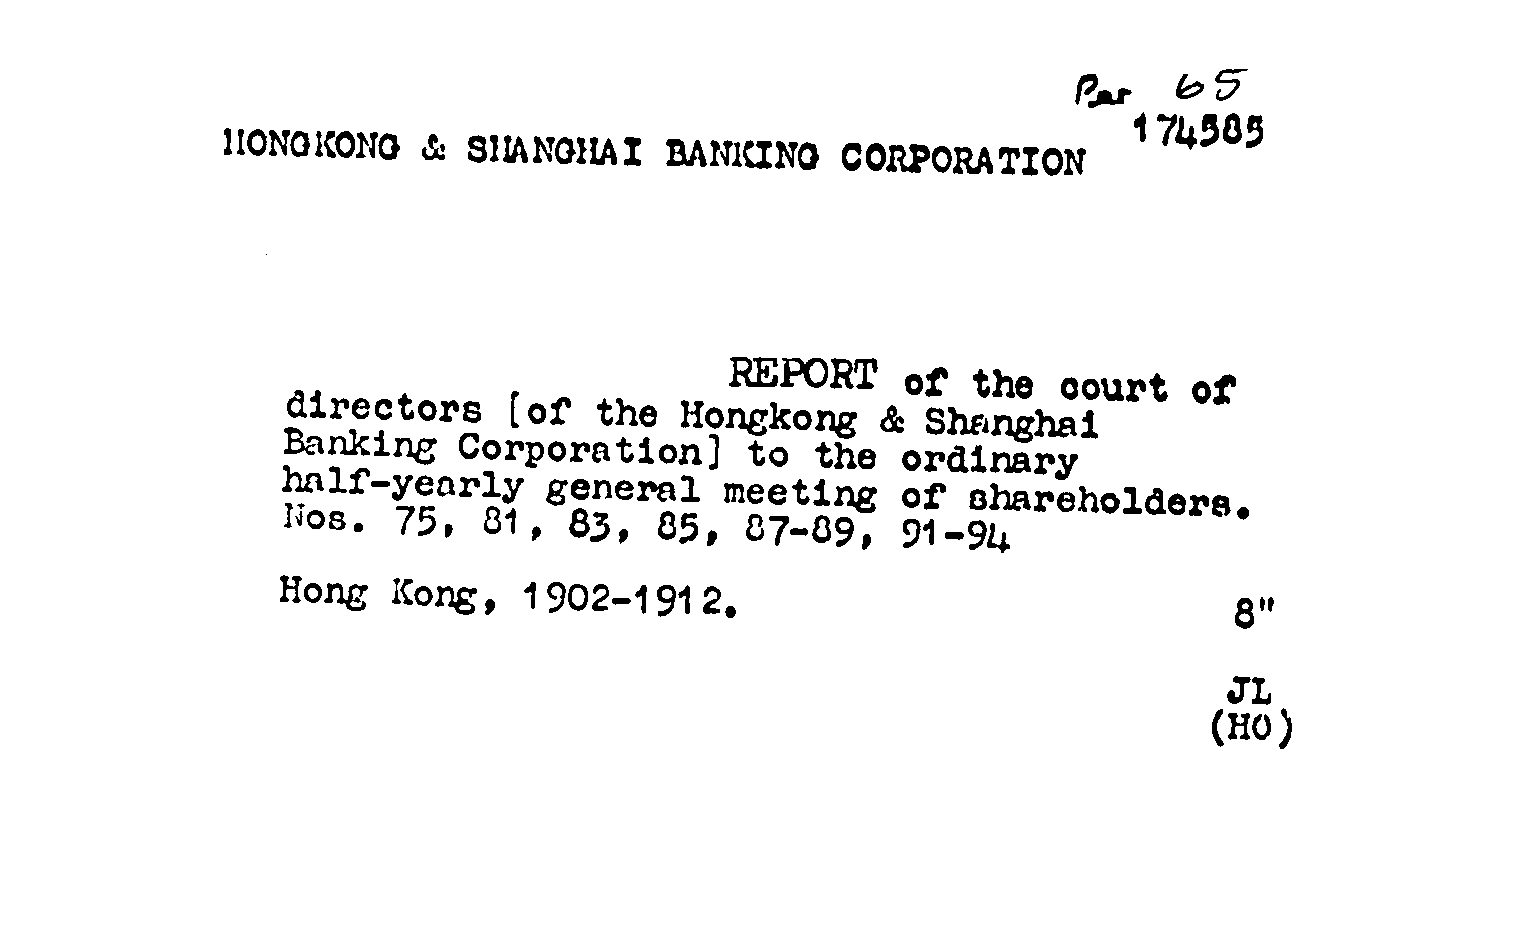 Par 65
174585
HONGKONG & SHANGHAI BANKING CORPORATION
REPORT of the court of
directors [of the Hongkong & Shanghai
Banking Corporation] to the ordinary
half-yearly general meeting of shareholders.
Nos. 75, 81, 83, 85, 87-89, 91-94
Hong Kong, 1902-1912.
8"
JL
(HO)